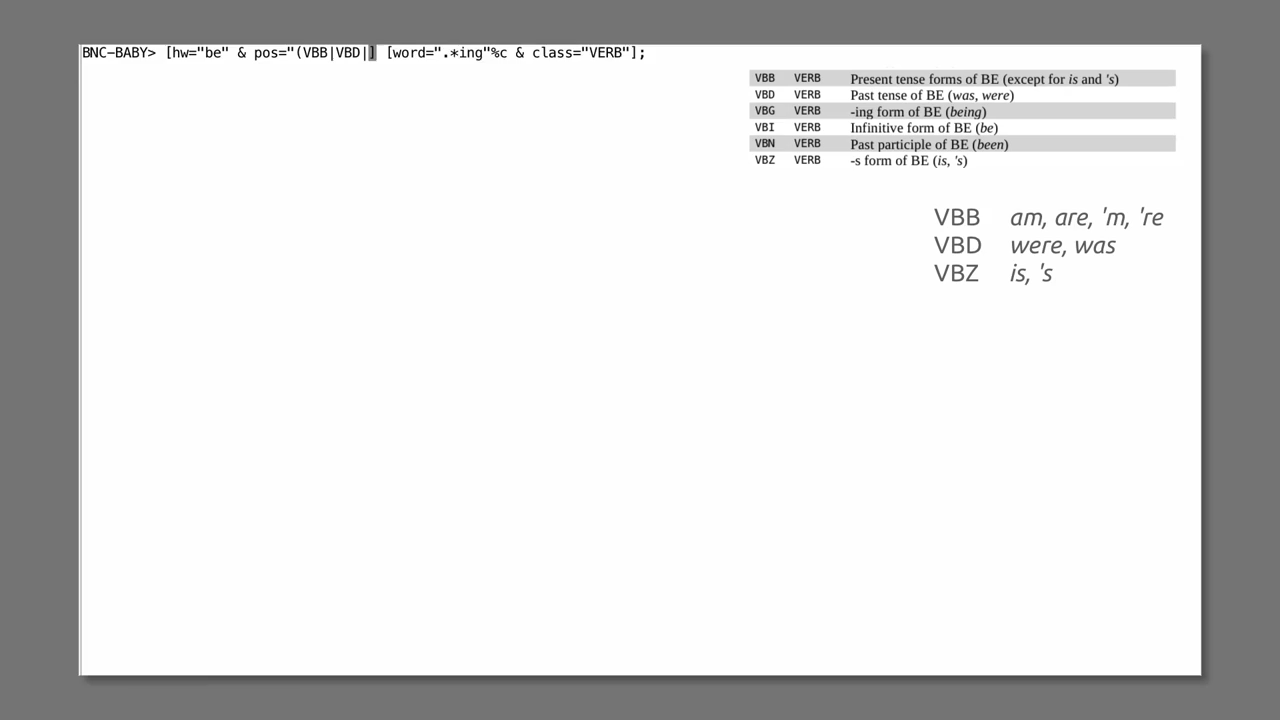 BNC-BABY> [hw="be" & pos="(VBB|VBD|] [word=".*ing"%c & class="VERB"];
VBB VERB Present tense forms of BE (except for is and 's)
VBD VERB Past tense of BE (was, were)
VBG VERB -ing form of BE (being)
VBI VERB Infinitive form of BE (be)
VBN VERB Past participle of BE (been)
VBZ VERB -s form of BE (is, 's)
VBB am, are, 'm, 're
VBD were, was
VBZ is, 's